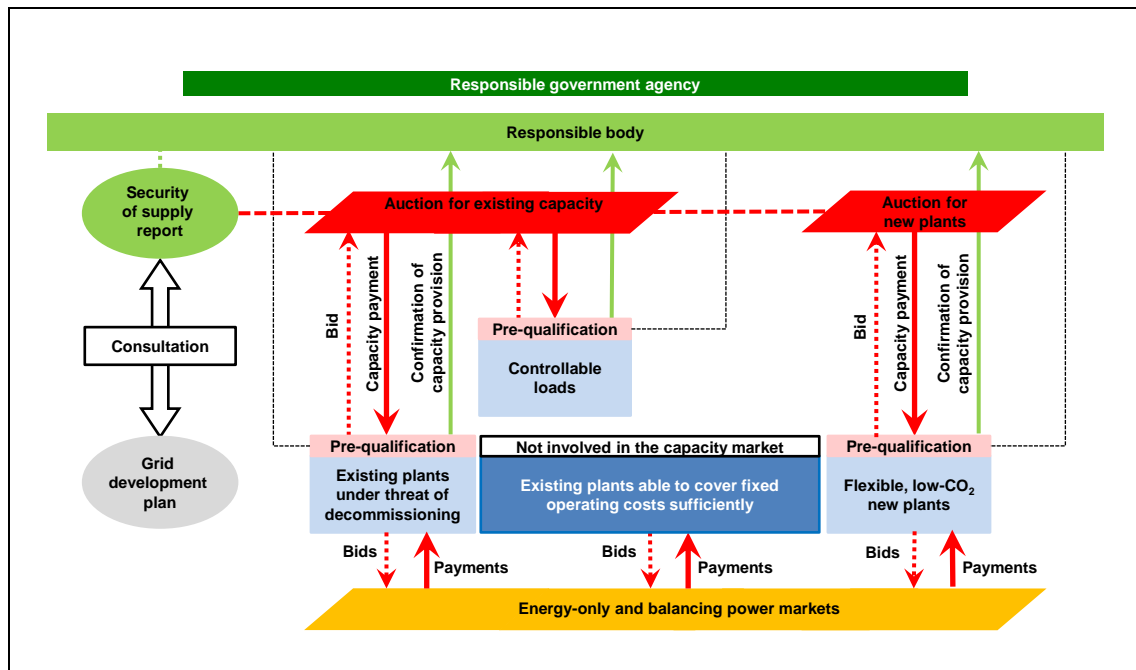 Responsible government agency
Responsible body
Security
of supply
report
Auction for existing capacity
Auction for
new plants
Bid
Capacity payment
Confirmation of
capacity provision
Bid
Capacity payment
Confirmation of
capacity provision
Consultation
Pre-qualification
Controllable
loads
Grid
development
plan
Pre-qualification
Existing plants
under threat of
decommissioning
Not involved in the capacity market
Existing plants able to cover fixed
operating costs sufficiently
Pre-qualification
Flexible, low-CO₂
new plants
Bids
Payments
Bids
Payments
Bids
Payments
Energy-only and balancing power markets